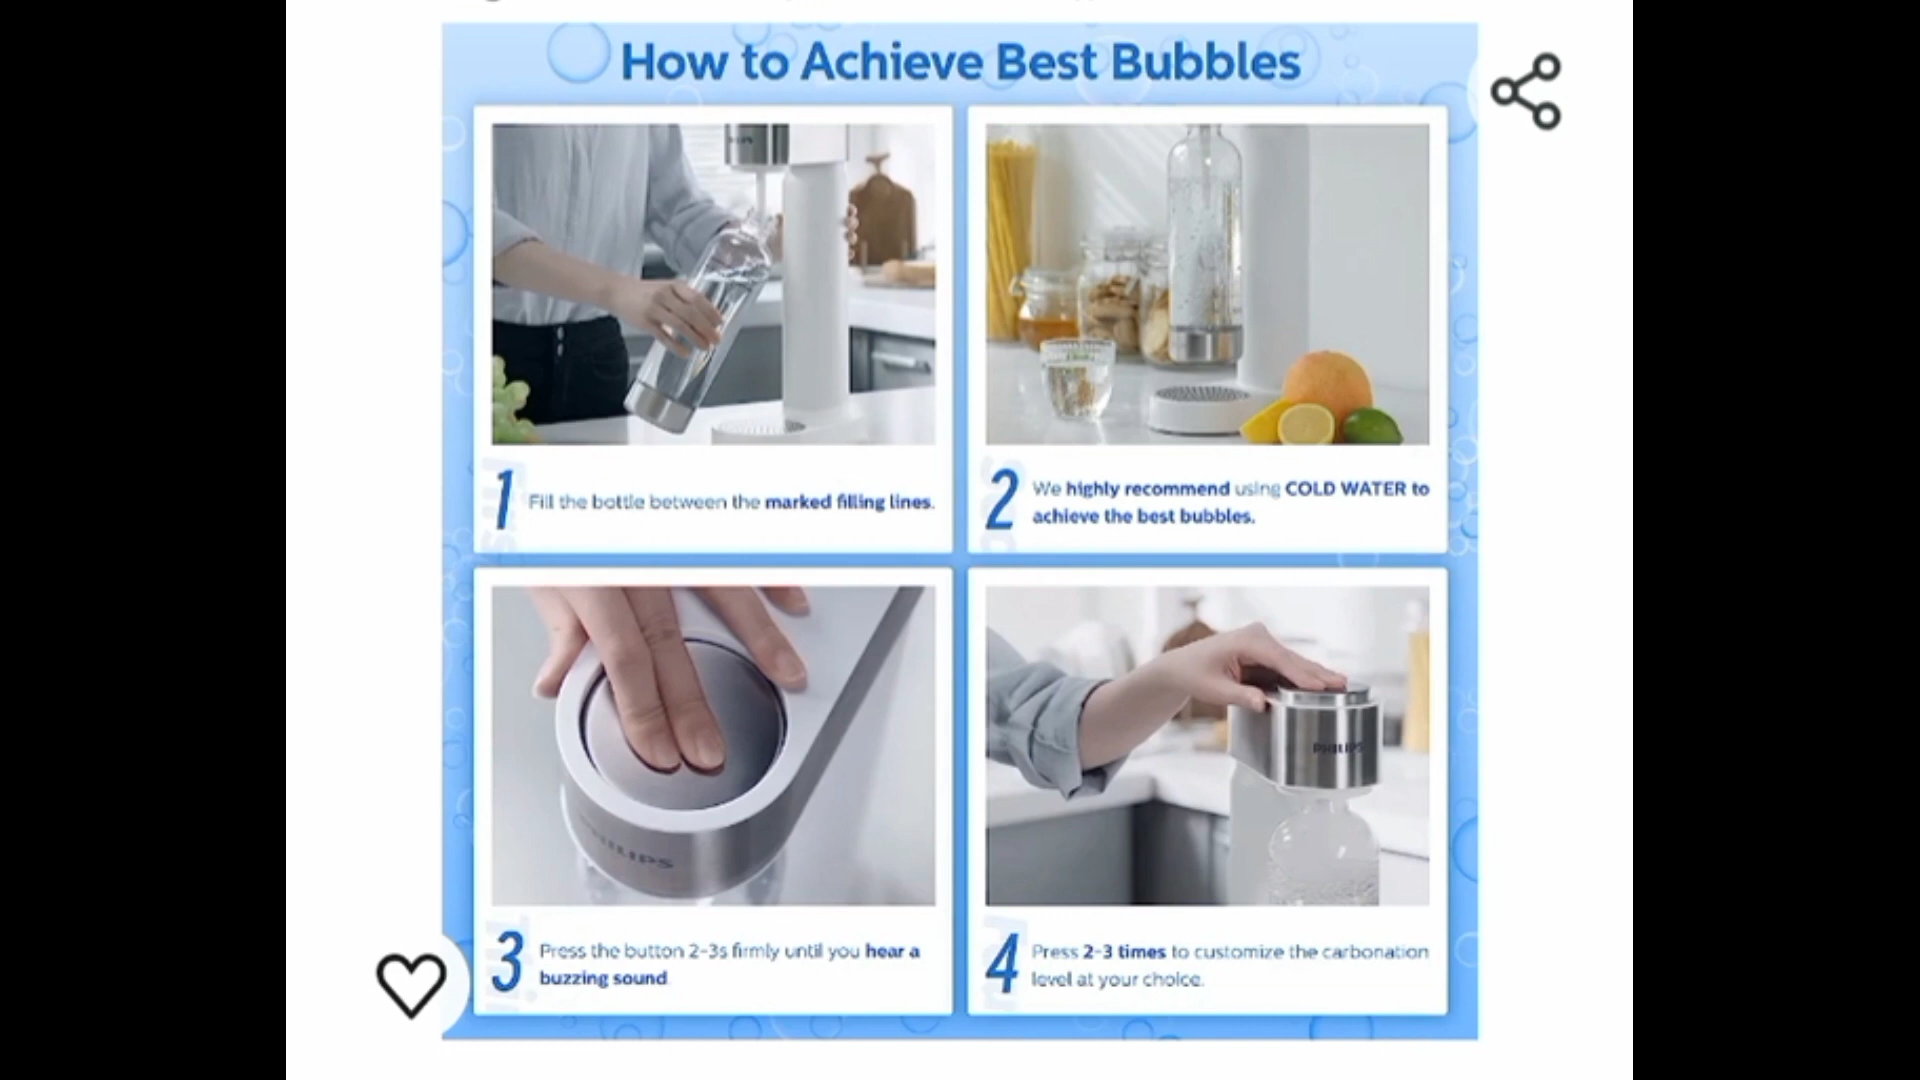 How to Achieve Best Bubbles
1 Fill the bottle between the marked filling lines.
2 We highly recommend using COLD WATER to
achieve the best bubbles.
PHILIPS
3 Press the button 2-3s firmly until you hear a
buzzing sound
PHILIPS
4 Press 2-3 times to customize the carbonation
level at your choice.